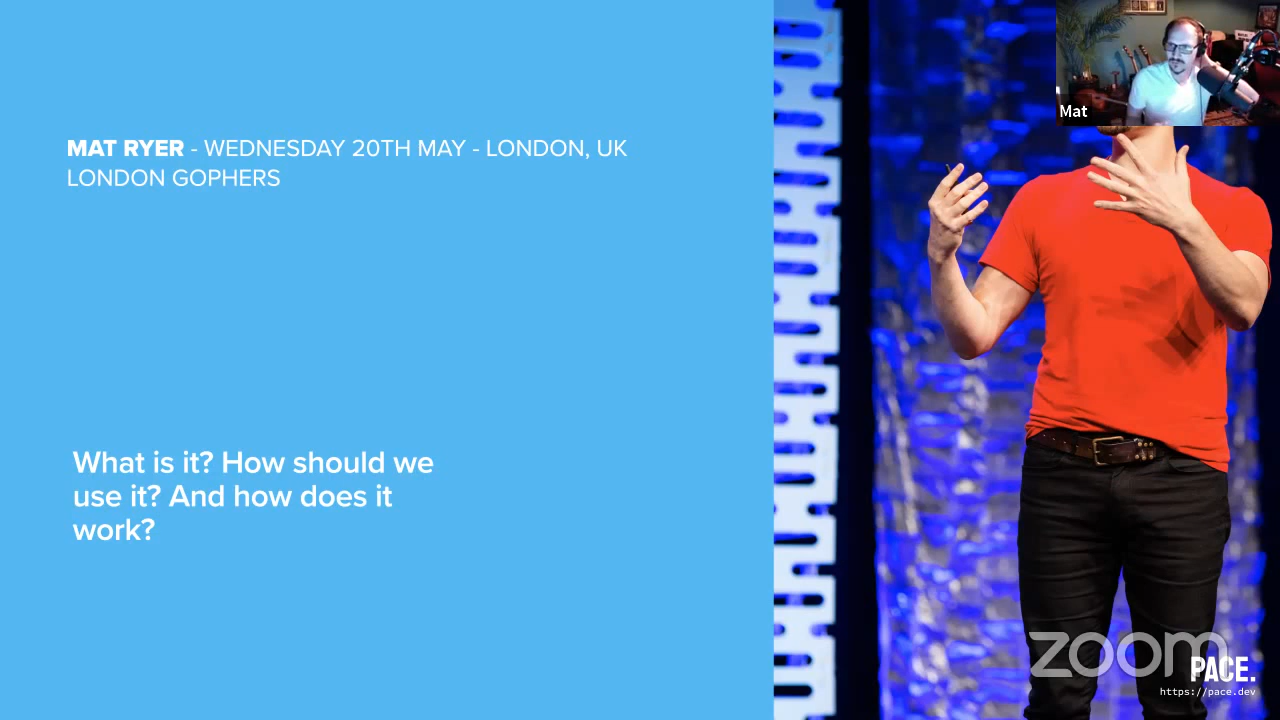 Mat
MAT RYER - WEDNESDAY 20TH MAY - LONDON, UK
LONDON GOPHERS
What is it? How should we
use it? And how does it
work?
zoom
PACE.
https://pace.dev